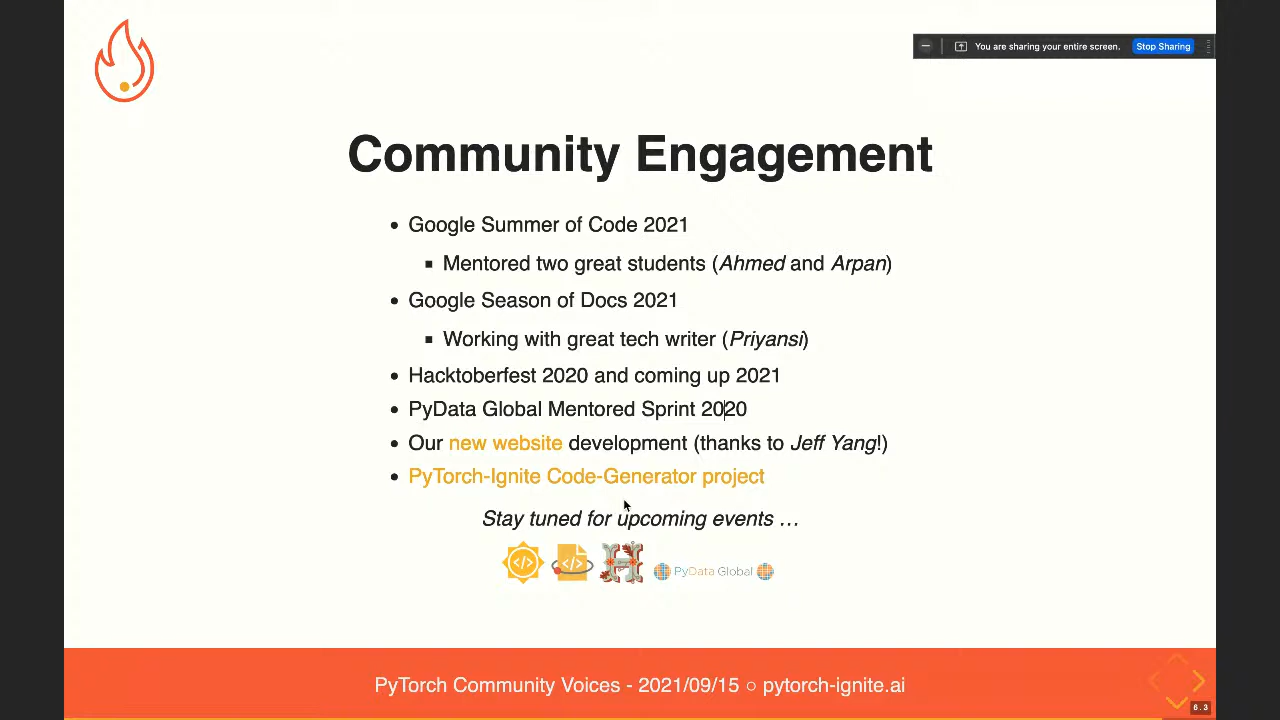 You are sharing your entire screen. Stop Sharing
Community Engagement
Google Summer of Code 2021
Mentored two great students (Ahmed and Arpan)
Google Season of Docs 2021
Working with great tech writer (Priyansi)
Hacktoberfest 2020 and coming up 2021
PyData Global Mentored Sprint 2020
Our new website development (thanks to Jeff Yang!)
PyTorch-Ignite Code-Generator project
Stay tuned for upcoming events …
PyData Global
PyTorch Community Voices - 2021/09/15 ○ pytorch-ignite.ai
6.3